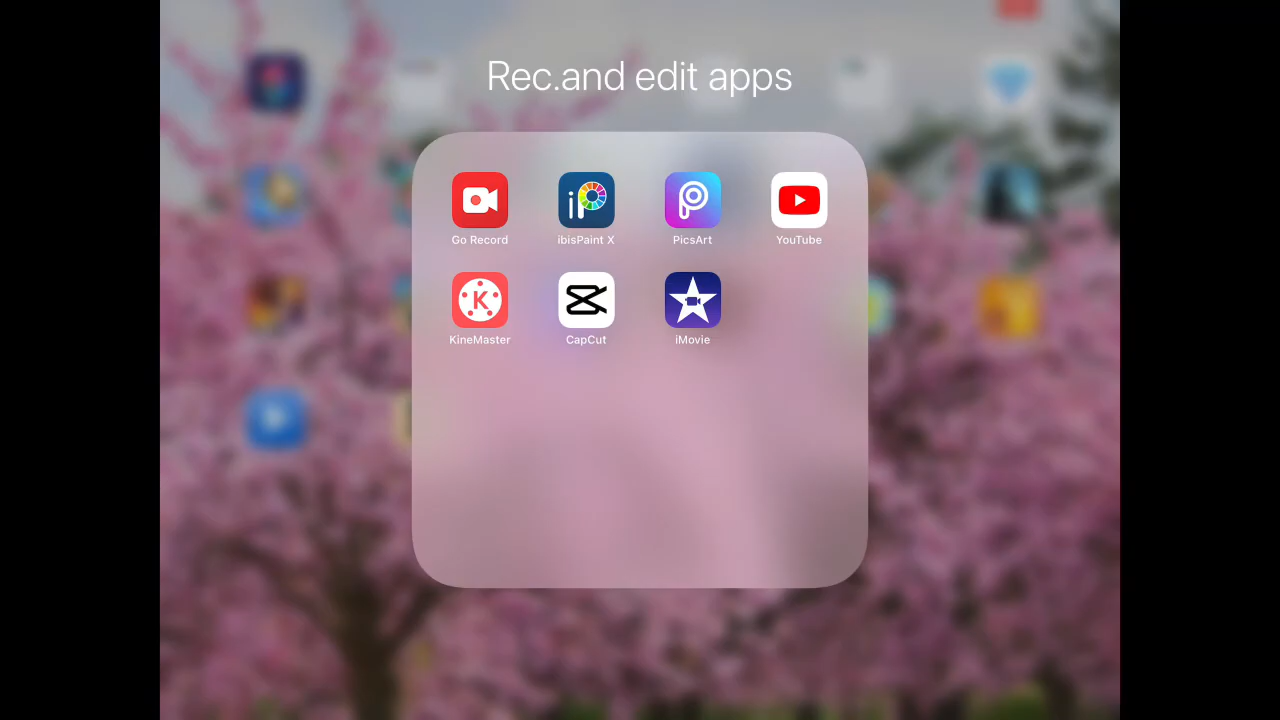 Rec.and edit apps
Go Record
ibisPaint X
PicsArt
YouTube
KineMaster
CapCut
iMovie